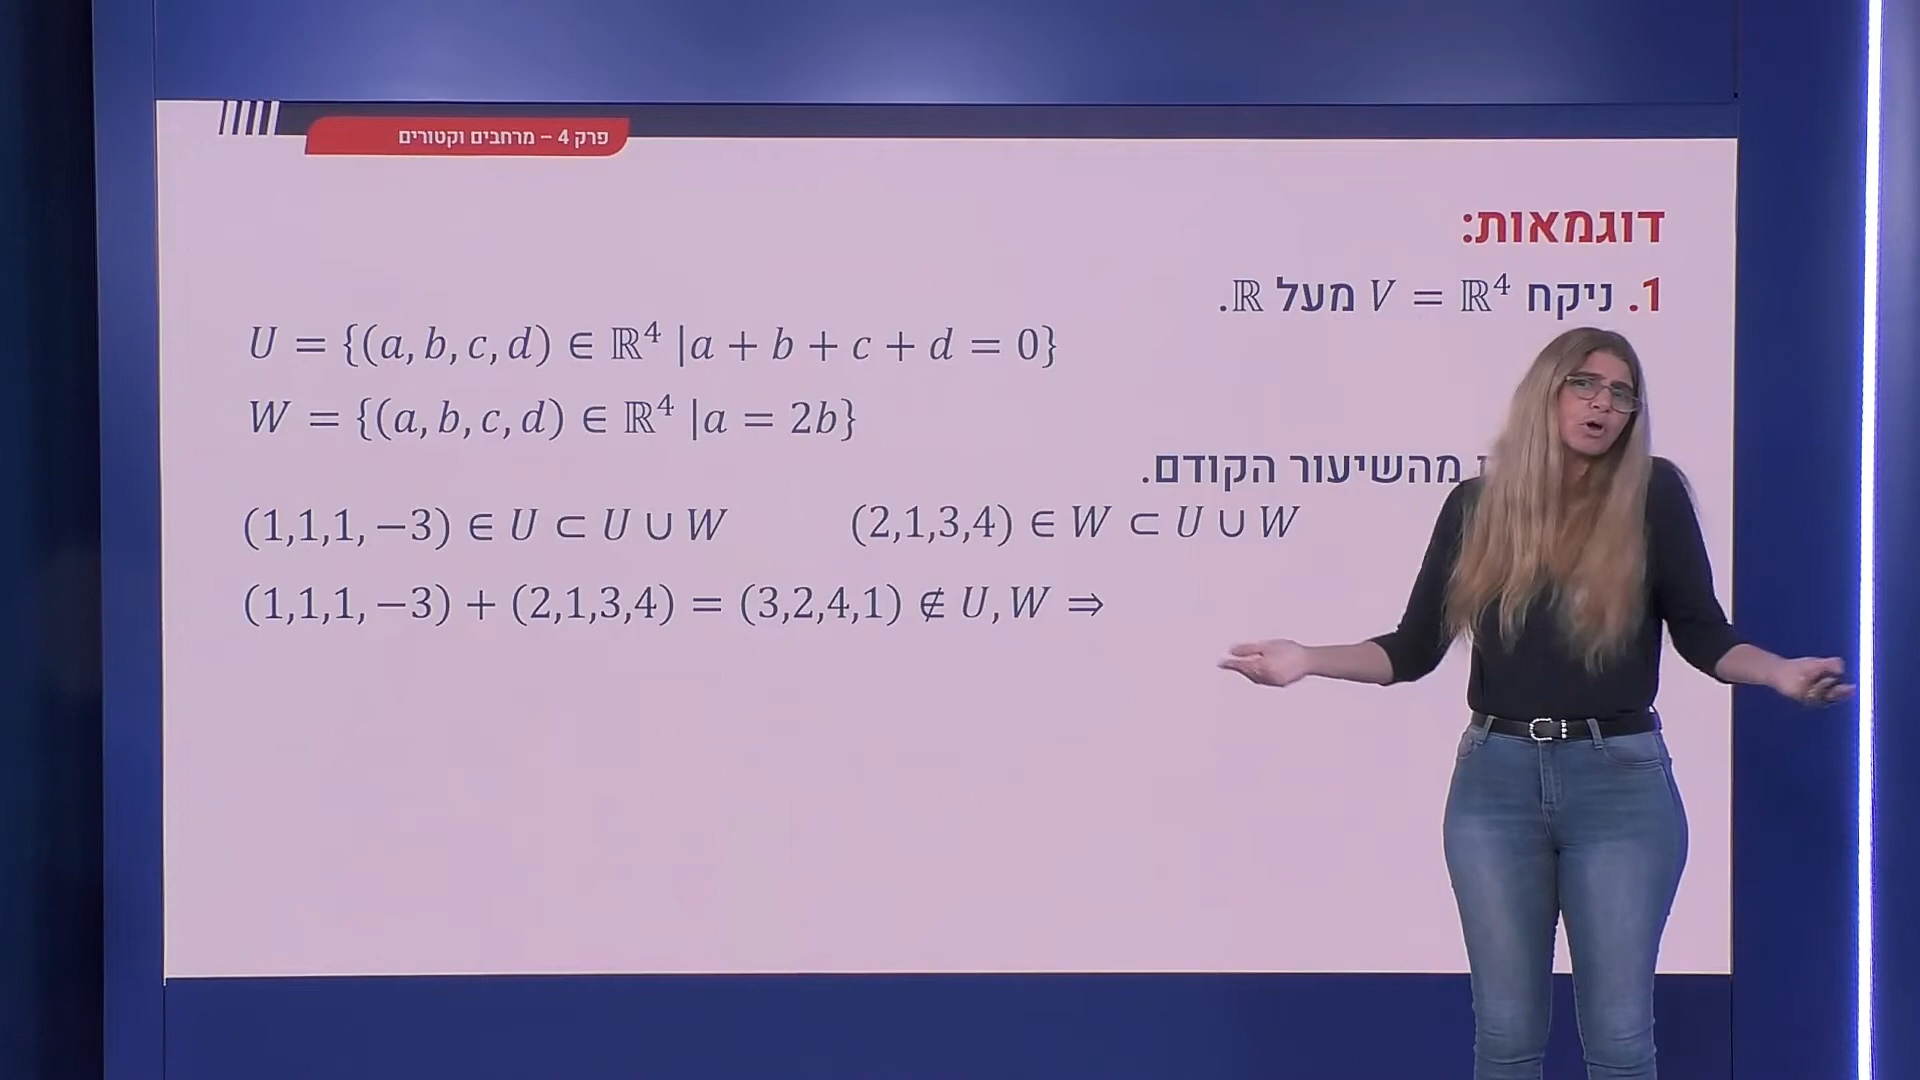 פרק 4 – מרחבים וקטורים
דוגמאות:
1. ניקח V = ℝ⁴ מעל ℝ.
U = {(a, b, c, d) ∈ ℝ⁴ |a + b + c + d = 0}
W = {(a, b, c, d) ∈ ℝ⁴ |a = 2b}
מהשיעור הקודם.
(1,1,1, −3) ∈ U ⊂ U ∪ W (2,1,3,4) ∈ W ⊂ U ∪ W
(1,1,1, −3) + (2,1,3,4) = (3,2,4,1) ∉ U, W ⇒